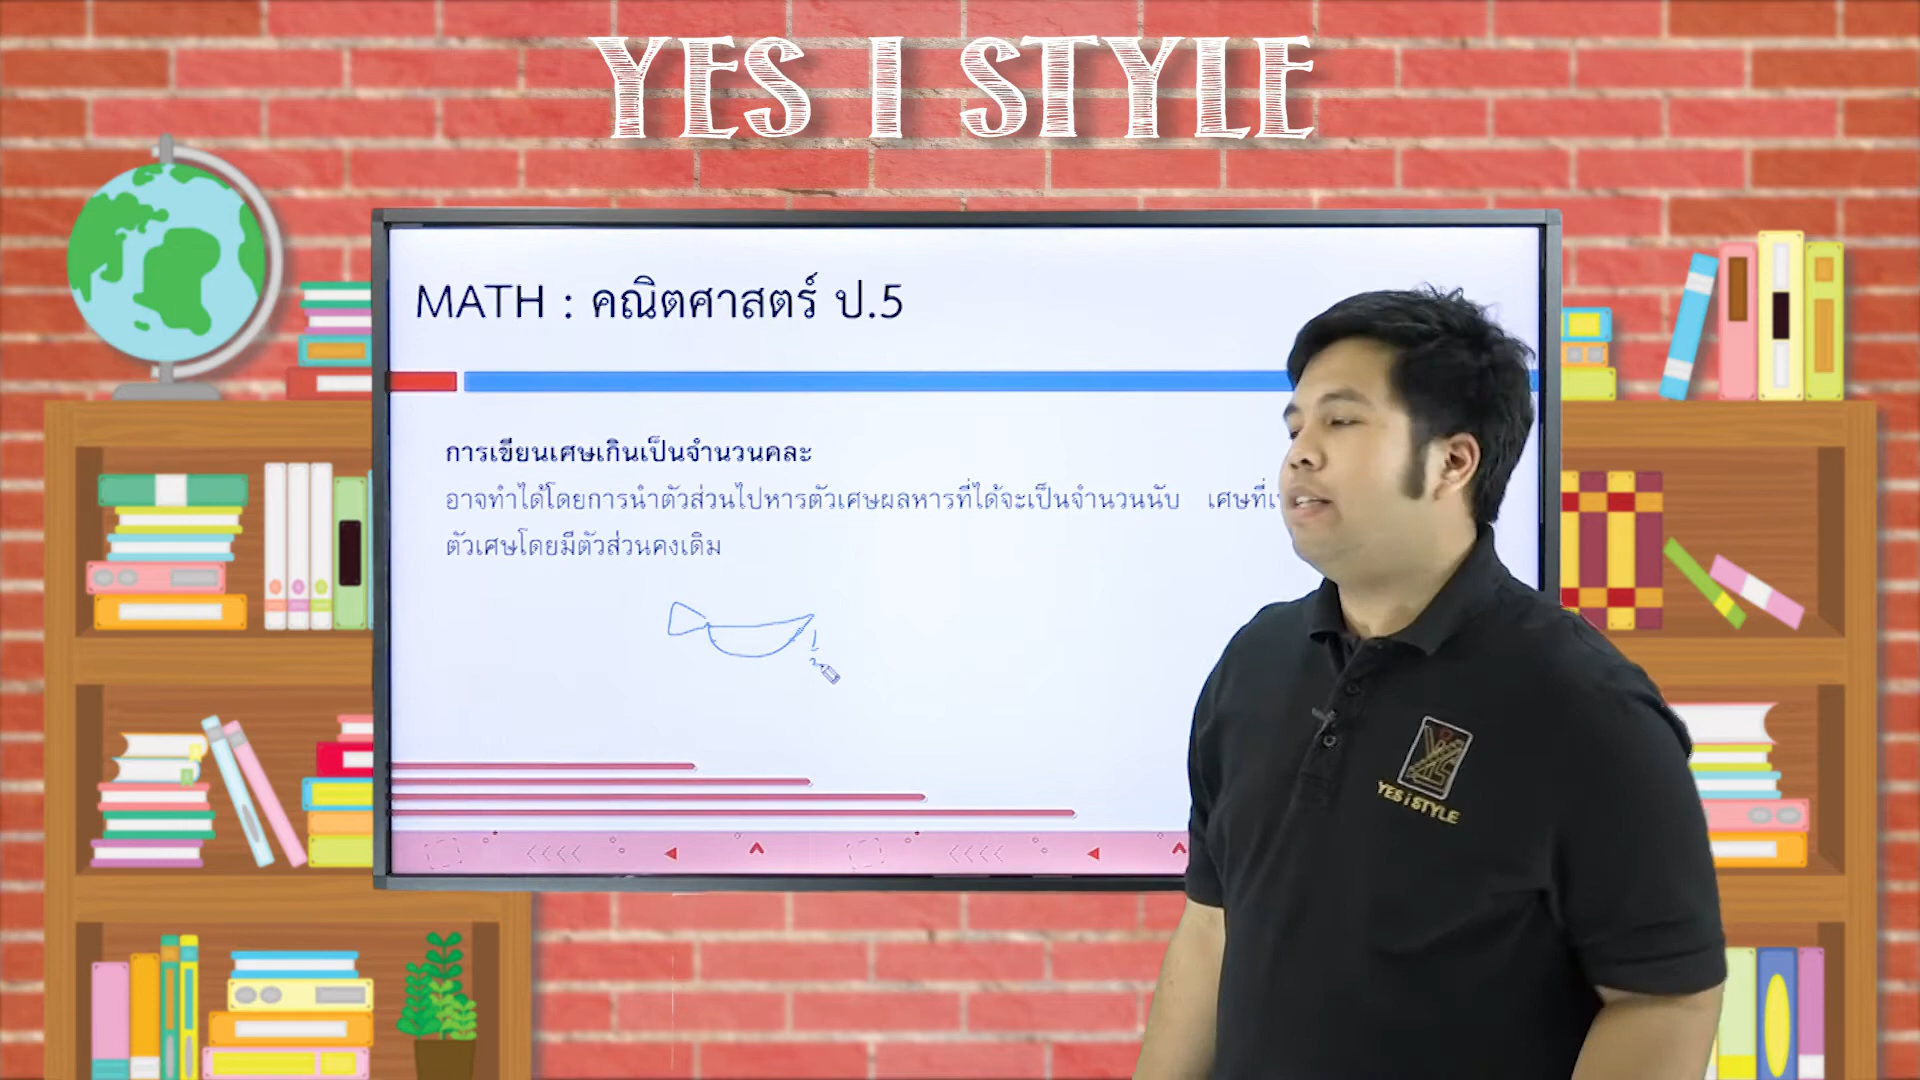 YES I STYLE
MATH : คณิตศาสตร์ ป.5
การเขียนเศษเกินเป็นจำนวนคละ
อาจทำได้โดยการนำตัวส่วนไปหารตัวเศษผลหารที่ได้จะเป็นจำนวนนับ เศษที่
ตัวเศษโดยมีตัวส่วนคงเดิม
YES i STYLE